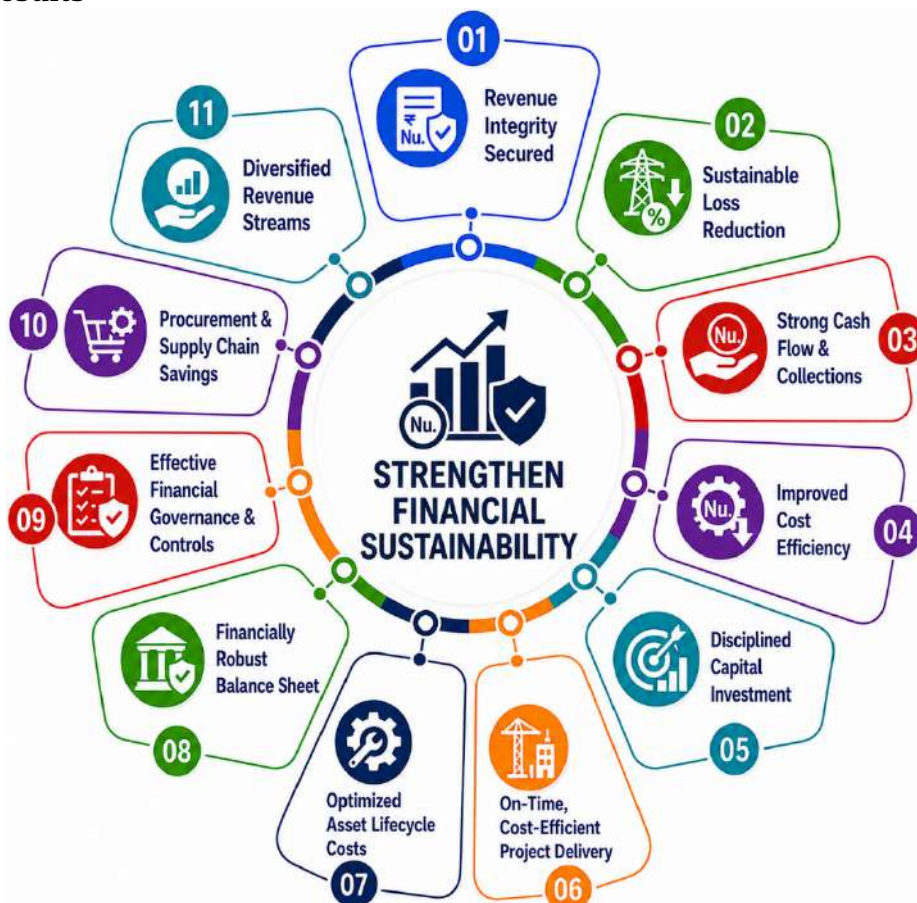 01
₹
Nu.
Revenue
Integrity
Secured
02
%
Sustainable
Loss
Reduction
03
Nu.
Strong Cash
Flow &
Collections
04
Nu.
Improved
Cost
Efficiency
05
Disciplined
Capital
Investment
06
On-Time,
Cost-Efficient
Project Delivery
07
Optimized
Asset Lifecycle
Costs
08
Financially
Robust
Balance Sheet
09
Effective
Financial
Governance &
Controls
10
Procurement &
Supply Chain
Savings
11
Diversified
Revenue
Streams
Nu.
STRENGTHEN
FINANCIAL
SUSTAINABILITY